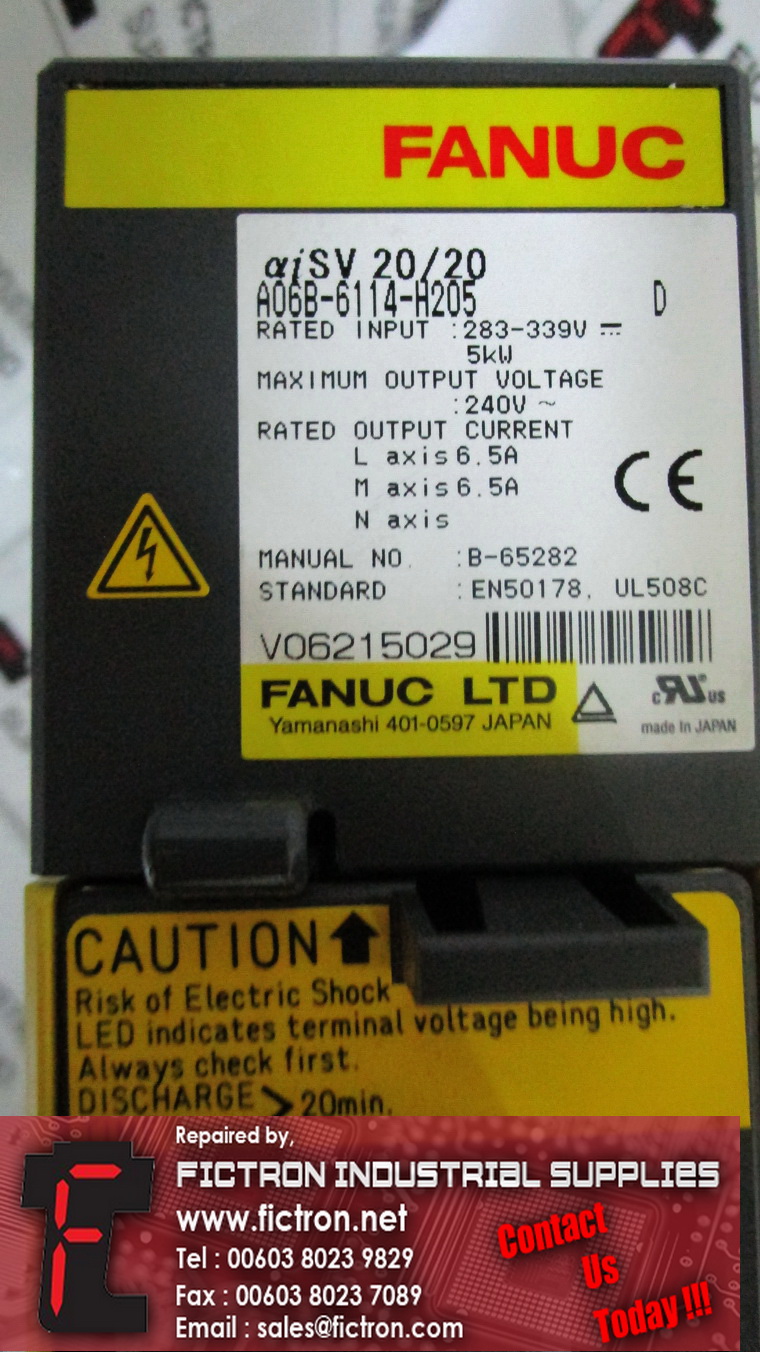 FANUC
αiSV 20/20
A06B-6114-H205 D
RATED INPUT :283-339V ⎓
5kW
MAXIMUM OUTPUT VOLTAGE
:240V ~
RATED OUTPUT CURRENT
L axis 6.5A
M axis 6.5A
N axis
CE
MANUAL NO. :B-65282
STANDARD :EN50178, UL508C
V06215029
FANUC LTD
Yamanashi 401-0597 JAPAN
c RU us
made in JAPAN
CAUTION
Risk of Electric Shock
LED indicates terminal voltage being high.
Always check first.
DISCHARGE > 20min.
Repaired by,
FICTRON INDUSTRIAL SUPPLIES
www.fictron.net
Tel : 00603 8023 9829
Fax : 00603 8023 7089
Email : sales@fictron.com
Contact
Us
Today !!!